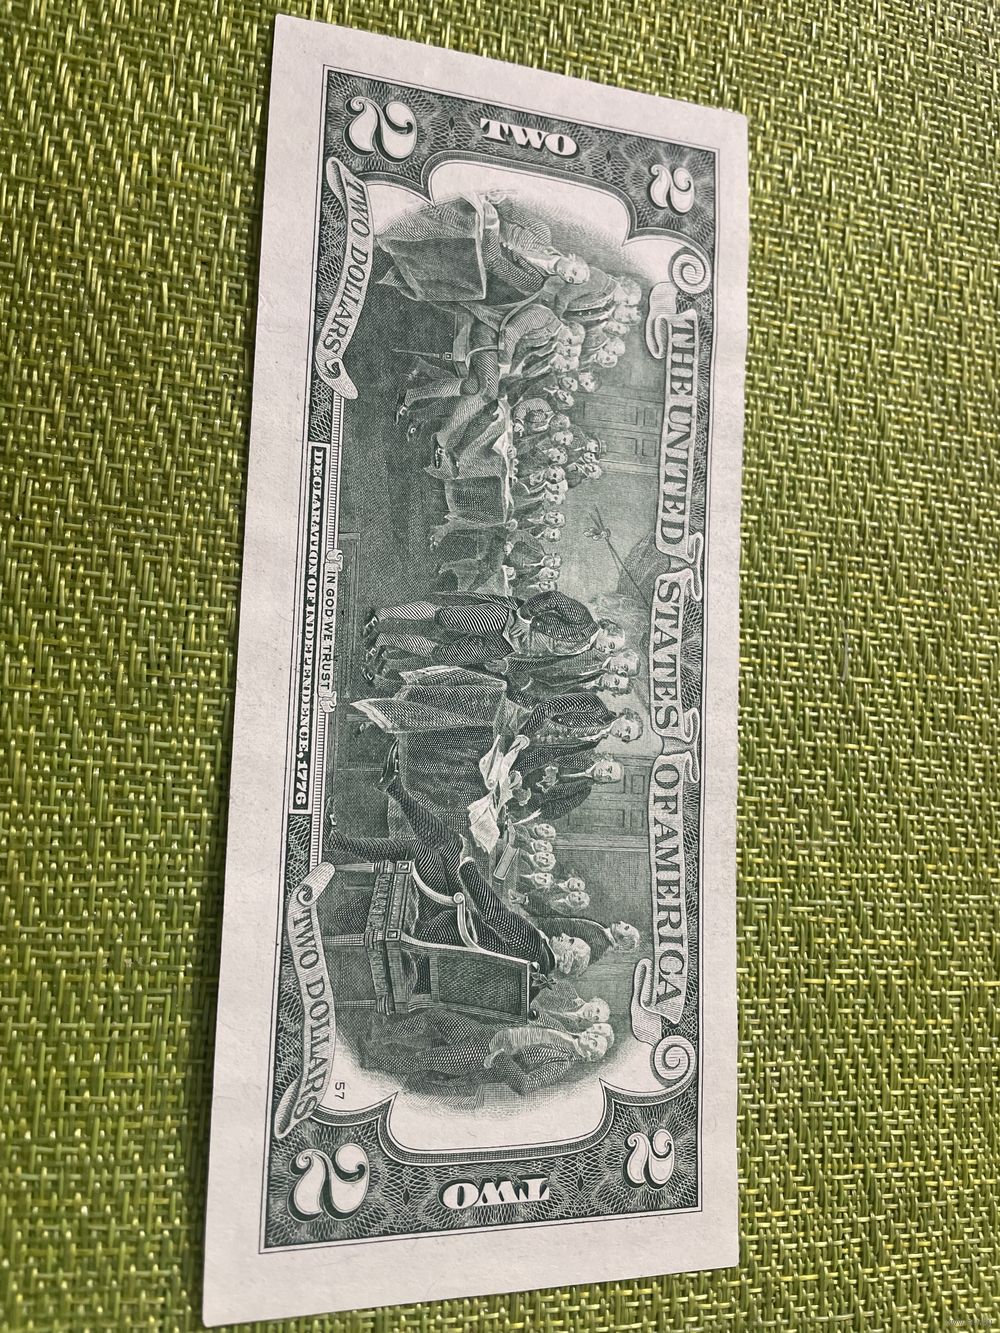 2
TWO
2
THE UNITED STATES OF AMERICA
TWO DOLLARS
IN GOD WE TRUST
DECLARATION OF INDEPENDENCE, 1776
TWO DOLLARS
57
2
TWO
2